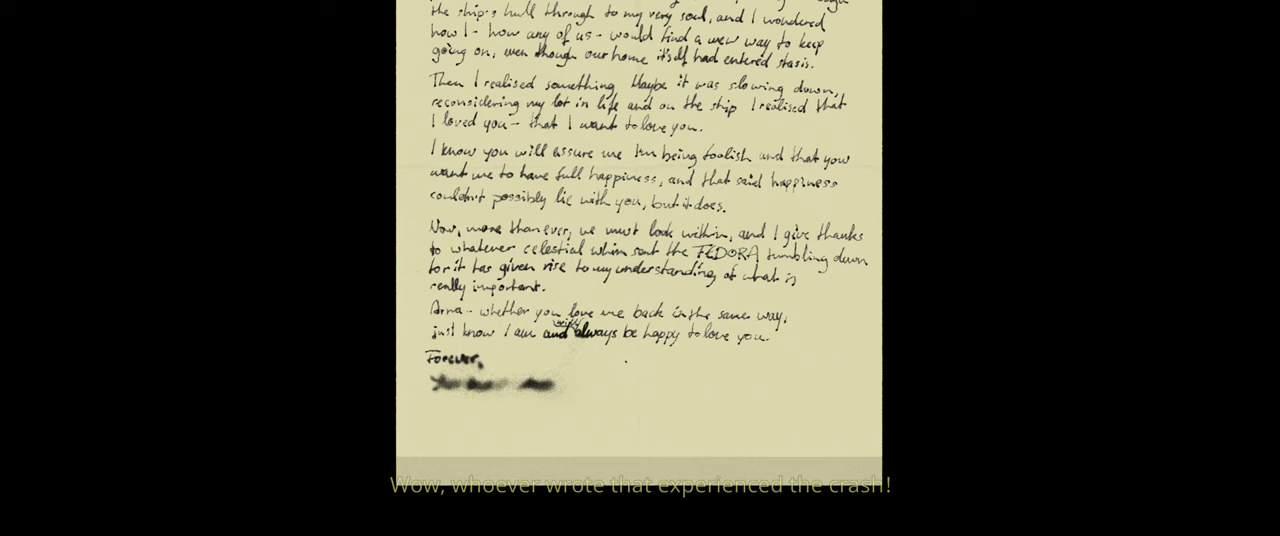 the ship's hull through to my very soul, and I wondered
how I - how any of us - would find a new way to keep
going on, even though our home itself had entered stasis.
Then I realised something. Maybe it was slowing down,
reconsidering my lot in life and on the ship I realised that
I loved you - that I want to love you.
I know you will assure me I'm being foolish and that you
want me to have full happiness, and that said happiness
couldn't possibly lie with you, but it does.
Now, more than ever, we must look within, and I give thanks
to whatever celestial whim sent the FEDORA tumbling down
for it has given rise to my understanding of what is
really important.
Arna - whether you love me back in the same way,
just know I am and will always be happy to love you.
Forever,
Wow, whoever wrote that experienced the crash!